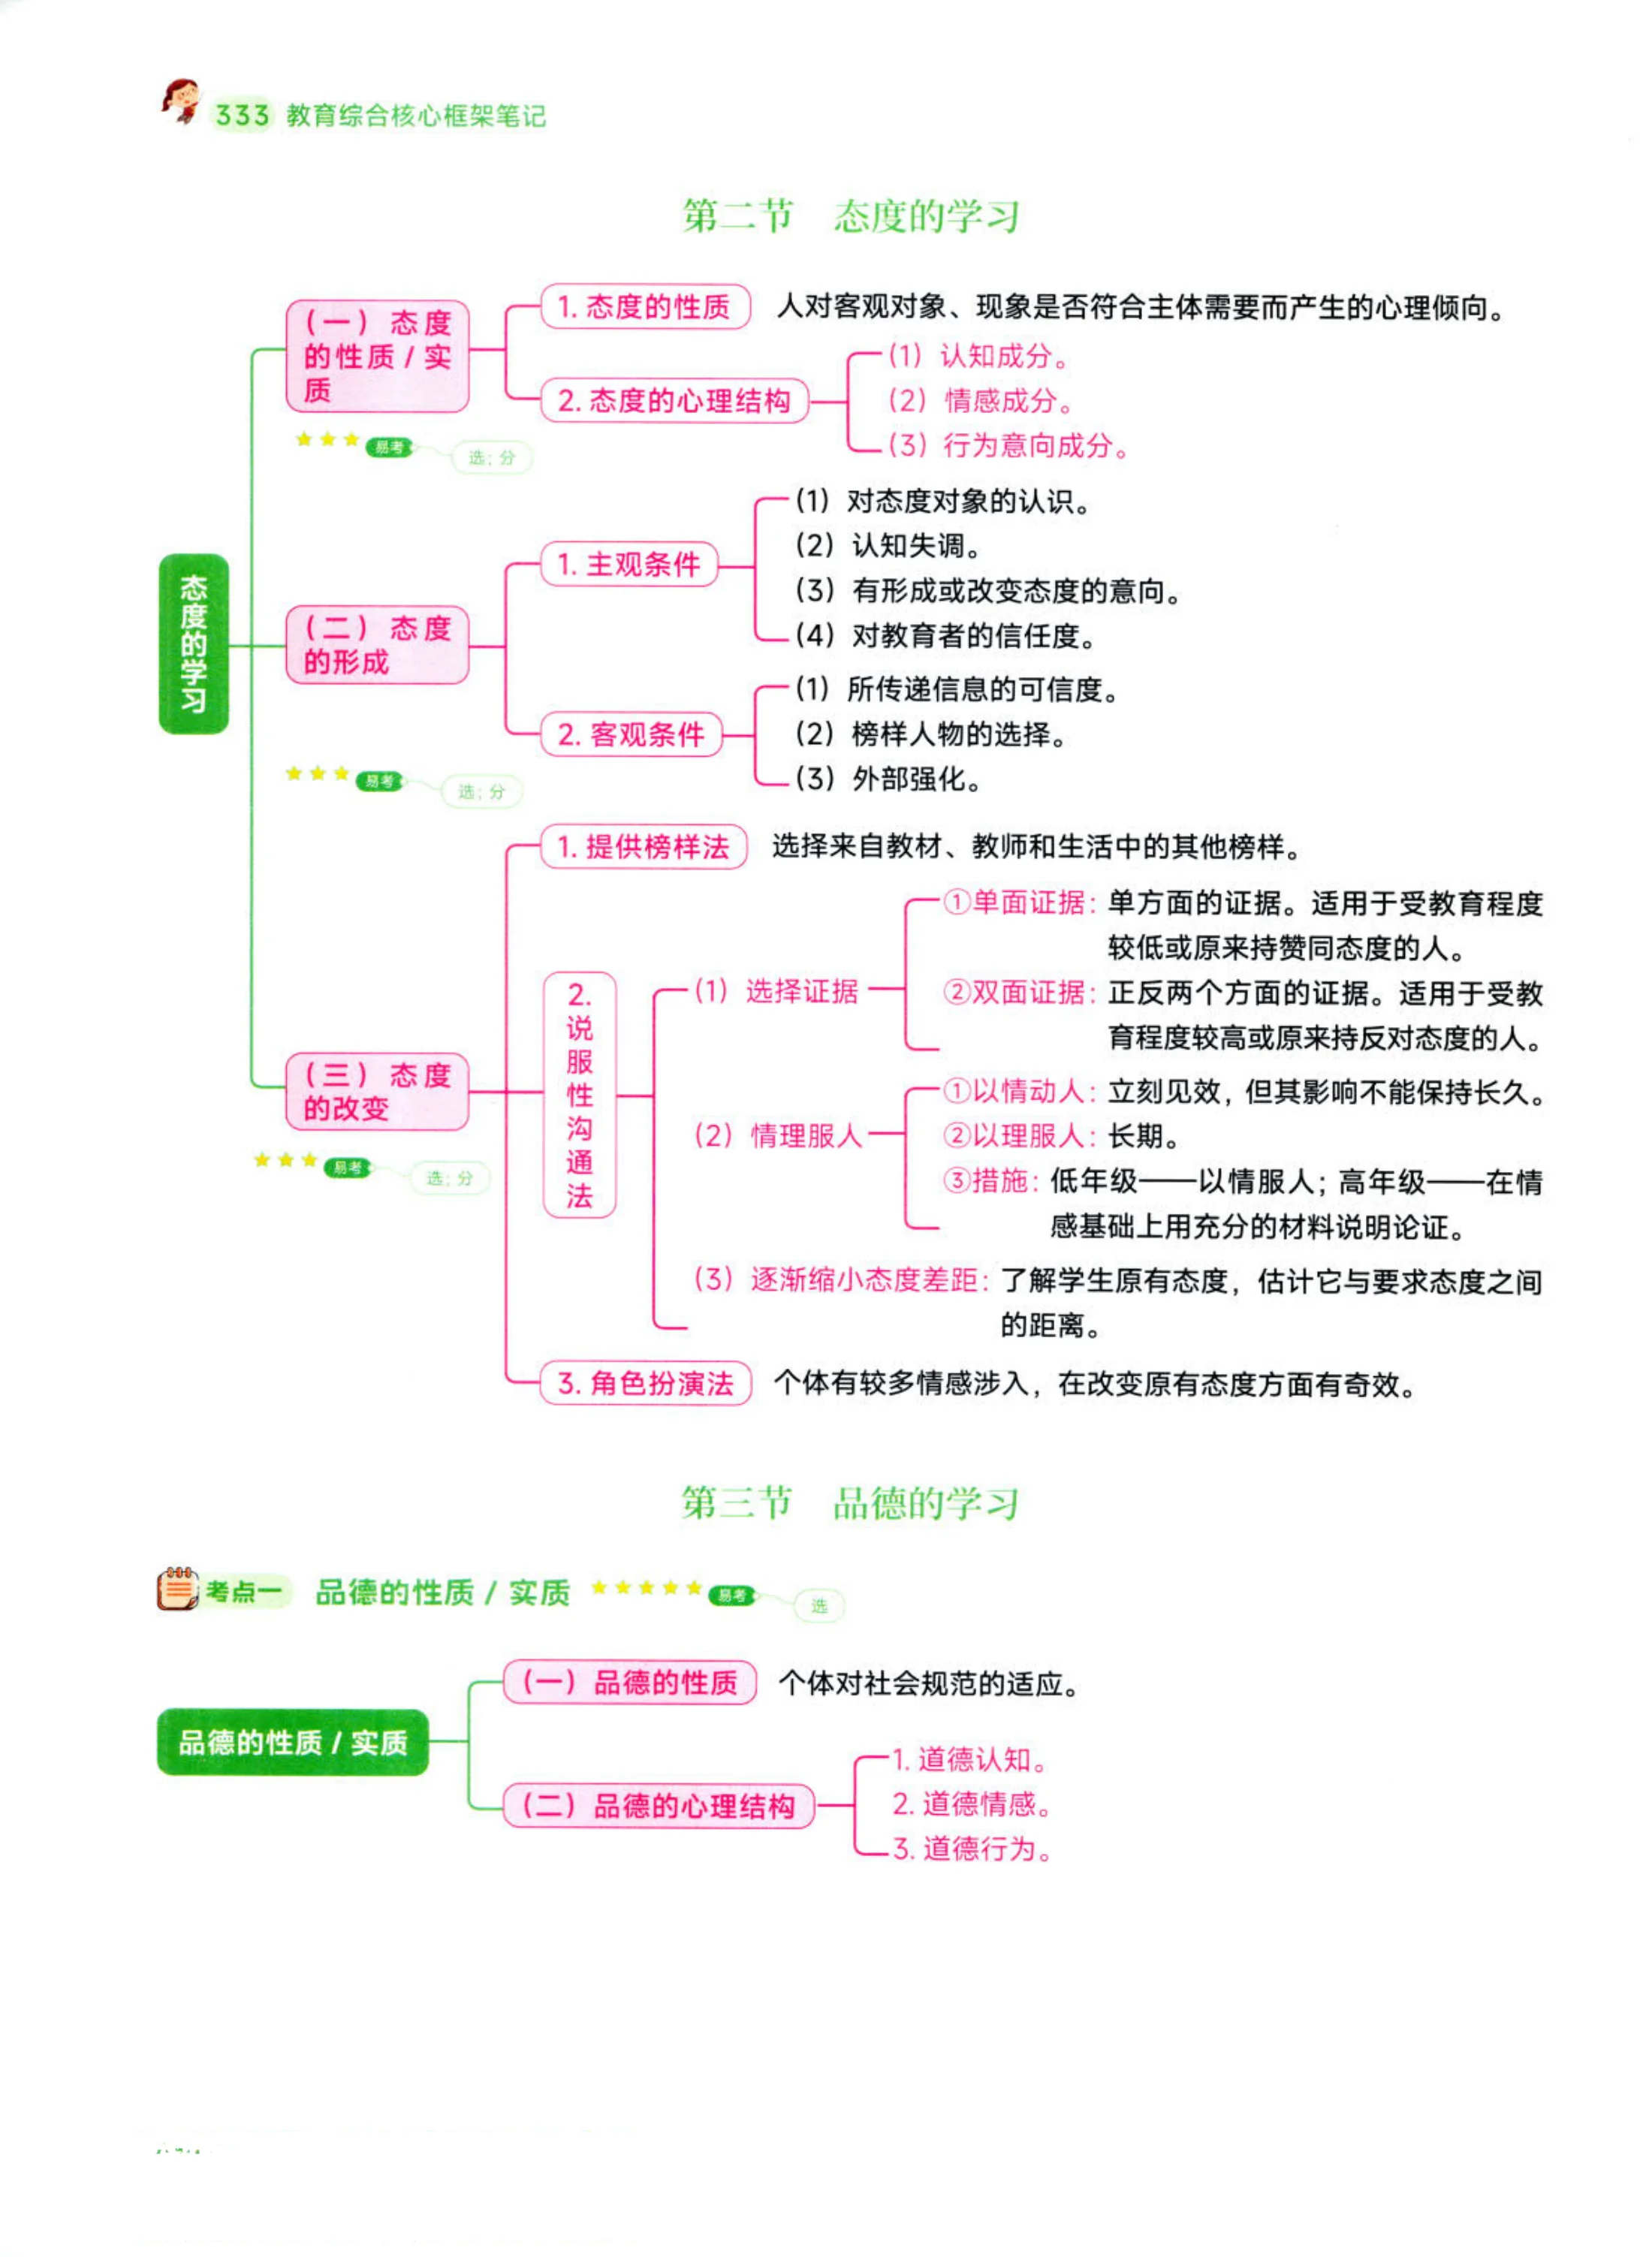 333 教育综合核心框架笔记
第二节 态度的学习
态度的学习
(一) 态度
的性质 / 实
质
易考
选; 分
1. 态度的性质 人对客观对象、现象是否符合主体需要而产生的心理倾向。
2. 态度的心理结构
(1) 认知成分。
(2) 情感成分。
(3) 行为意向成分。
(二) 态度
的形成
易考
选; 分
1. 主观条件
(1) 对态度对象的认识。
(2) 认知失调。
(3) 有形成或改变态度的意向。
(4) 对教育者的信任度。
2. 客观条件
(1) 所传递信息的可信度。
(2) 榜样人物的选择。
(3) 外部强化。
(三) 态度
的改变
易考
选; 分
1. 提供榜样法 选择来自教材、教师和生活中的其他榜样。
2.
说
服
性
沟
通
法
(1) 选择证据
①单面证据: 单方面的证据。适用于受教育程度
较低或原来持赞同态度的人。
②双面证据: 正反两个方面的证据。适用于受教
育程度较高或原来持反对态度的人。
(2) 情理服人
①以情动人: 立刻见效, 但其影响不能保持长久。
②以理服人: 长期。
③措施: 低年级——以情服人; 高年级——在情
感基础上用充分的材料说明论证。
(3) 逐渐缩小态度差距: 了解学生原有态度, 估计它与要求态度之间
的距离。
3. 角色扮演法 个体有较多情感涉入, 在改变原有态度方面有奇效。
第三节 品德的学习
考点一 品德的性质 / 实质 易考 选
品德的性质 / 实质
(一) 品德的性质 个体对社会规范的适应。
(二) 品德的心理结构
1. 道德认知。
2. 道德情感。
3. 道德行为。